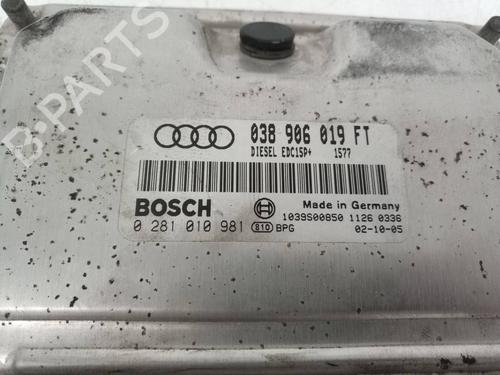 B-PARTS
038 906 019 FT
DIESEL EDC15P+ 1577
BOSCH
Made in Germany
1039S00850 1126 0336
0 281 010 981 810 BPG 02-10-05